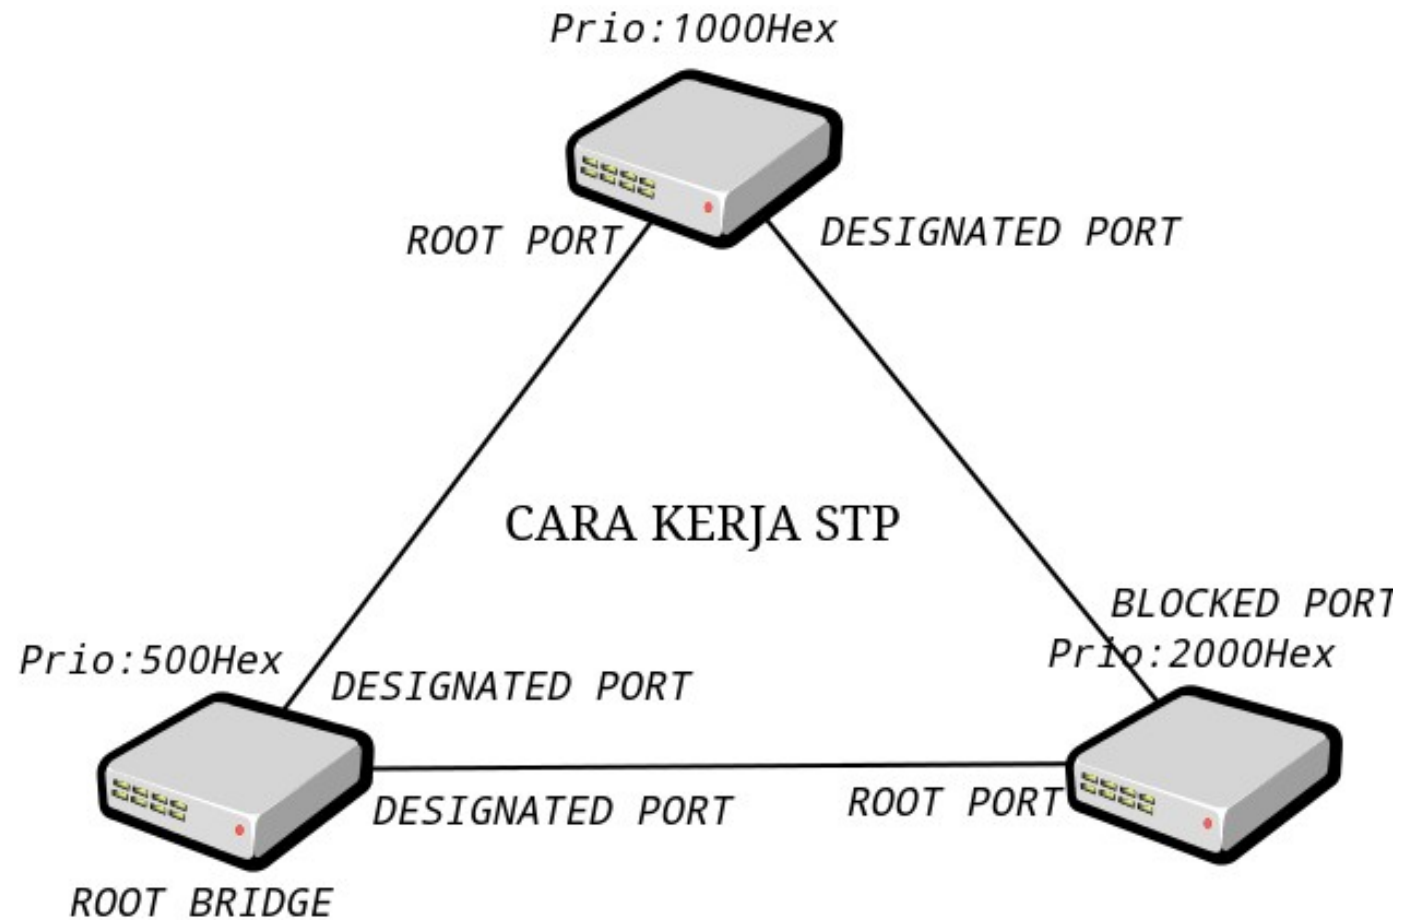 Prio:1000Hex
ROOT PORT
DESIGNATED PORT
CARA KERJA STP
BLOCKED PORT
Prio:2000Hex
Prio:500Hex
DESIGNATED PORT
DESIGNATED PORT
ROOT PORT
ROOT BRIDGE